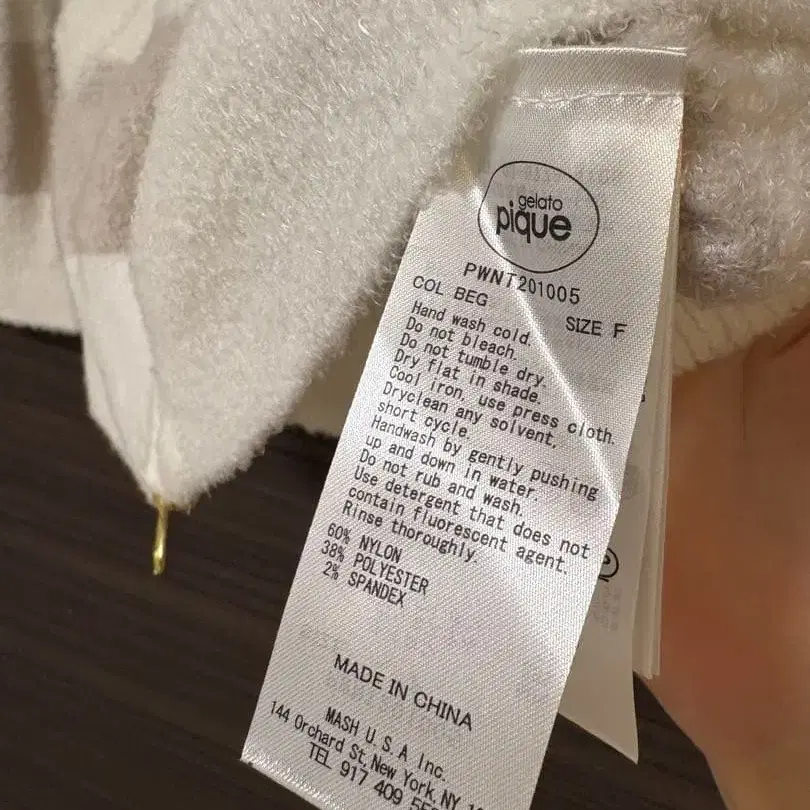 gelato
pique
PWNT201005
COL BEG
SIZE F
Hand wash cold.
Do not bleach.
Do not tumble dry.
Dry flat in shade.
Cool iron, use press cloth.
Dryclean any solvent,
short cycle.
Handwash by gently pushing
up and down in water.
Do not rub and wash.
Use detergent that does not
contain fluorescent agent.
Rinse thoroughly.
60% NYLON
38% POLYESTER
2% SPANDEX
MADE IN CHINA
MASH U.S.A Inc.
144 Orchard St, New York, NY
TEL 917 409